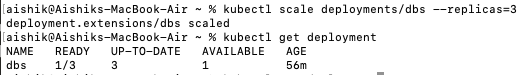 [aishik@Aishiks-MacBook-Air ~ % kubectl scale deployments/dbs --replicas=3
deployment.extensions/dbs scaled
[aishik@Aishiks-MacBook-Air ~ % kubectl get deployment
NAME READY UP-TO-DATE AVAILABLE AGE
dbs 1/3 3 1 56m